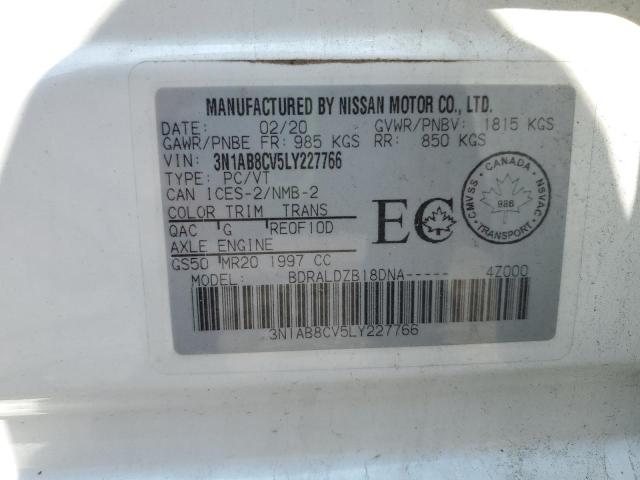 MANUFACTURED BY NISSAN MOTOR CO., LTD.
DATE: 02/20 GVWR/PNBV: 1815 KGS
GAWR/PNBE FR: 985 KGS RR: 850 KGS
VIN: 3N1AB8CV5LY227766
TYPE: PC/VT
CAN ICES-2/NMB-2
COLOR TRIM TRANS
QAC G RE0F10D
AXLE ENGINE
GS50 MR20 1997 CC
MODEL: BDRALDZB18DNA----- 4Z000
3N1AB8CV5LY227766
EC
CANADA
CMVSS
NSVAC
986
TRANSPORT